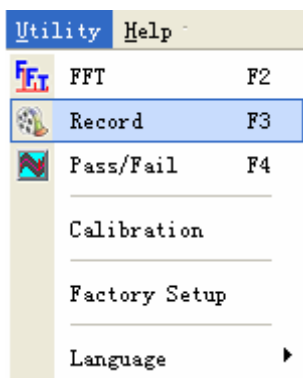 Utility Help
FFT F2
Record F3
Pass/Fail F4
Calibration
Factory Setup
Language